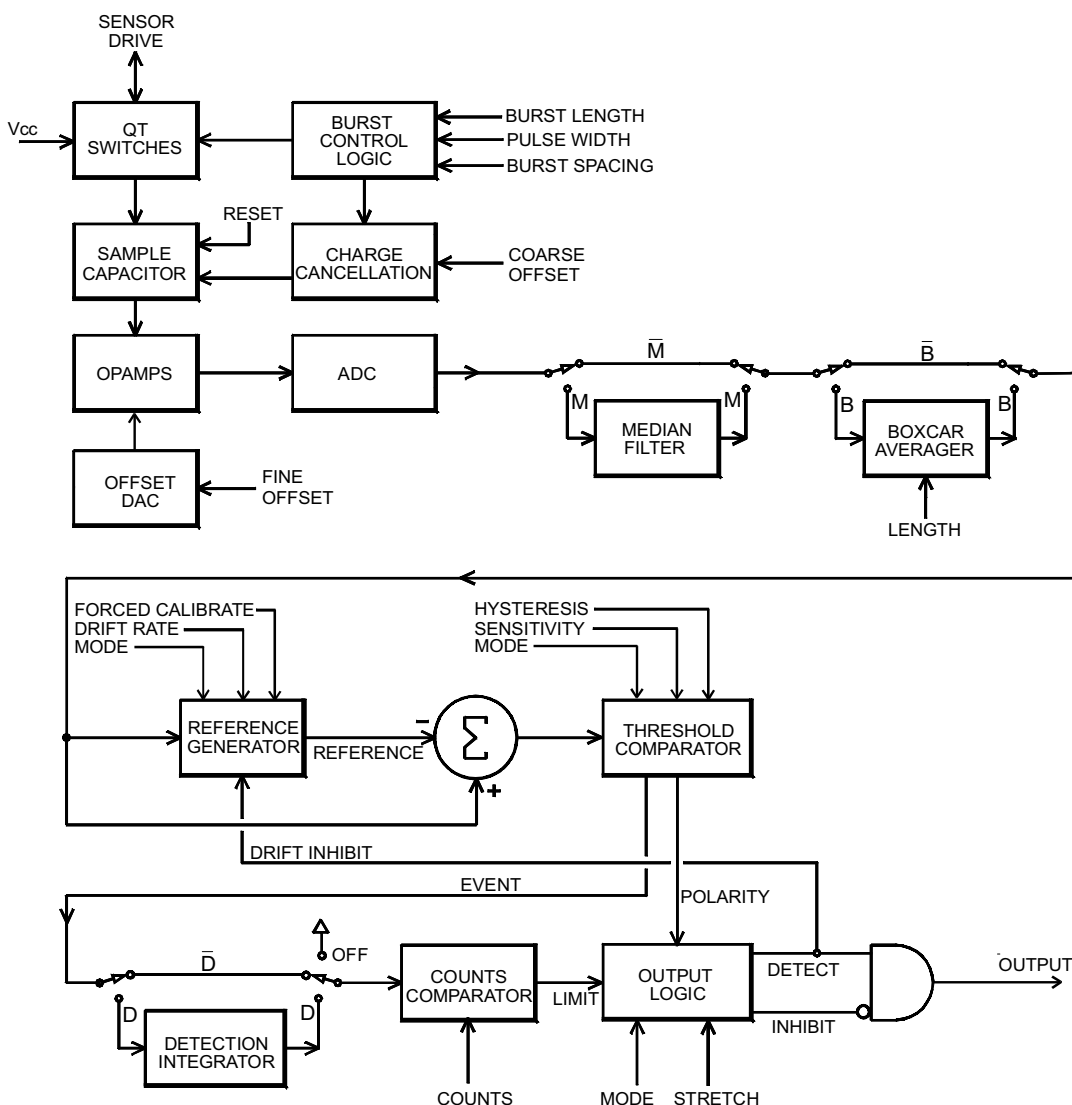 SENSOR
DRIVE
Vcc
QT
SWITCHES
BURST
CONTROL
LOGIC
BURST LENGTH
PULSE WIDTH
BURST SPACING
RESET
SAMPLE
CAPACITOR
CHARGE
CANCELLATION
COARSE
OFFSET
OPAMPS
ADC
M̅
M
M
MEDIAN
FILTER
B̅
B
B
BOXCAR
AVERAGER
LENGTH
OFFSET
DAC
FINE
OFFSET
FORCED CALIBRATE
DRIFT RATE
MODE
HYSTERESIS
SENSITIVITY
MODE
REFERENCE
GENERATOR
REFERENCE
-
Σ
+
THRESHOLD
COMPARATOR
DRIFT INHIBIT
EVENT
POLARITY
D̅
OFF
D
D
DETECTION
INTEGRATOR
COUNTS
COMPARATOR
LIMIT
OUTPUT
LOGIC
DETECT
INHIBIT
OUTPUT
COUNTS
MODE
STRETCH